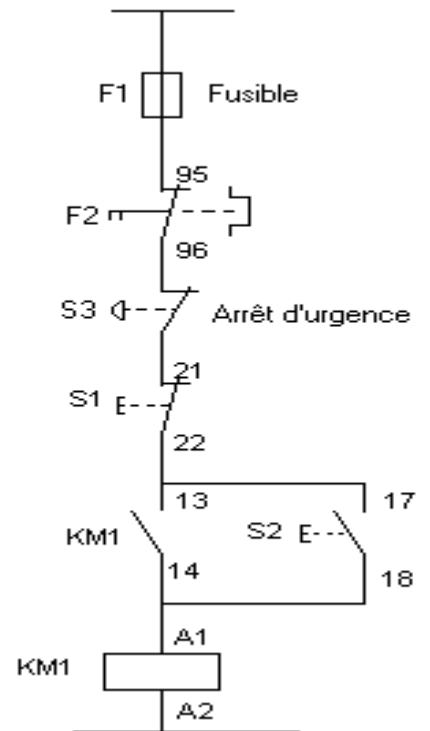 F1 Fusible
95
F2
96
S3 Arrêt d'urgence
21
S1
22
13 17
KM1 S2
14 18
A1
KM1
A2